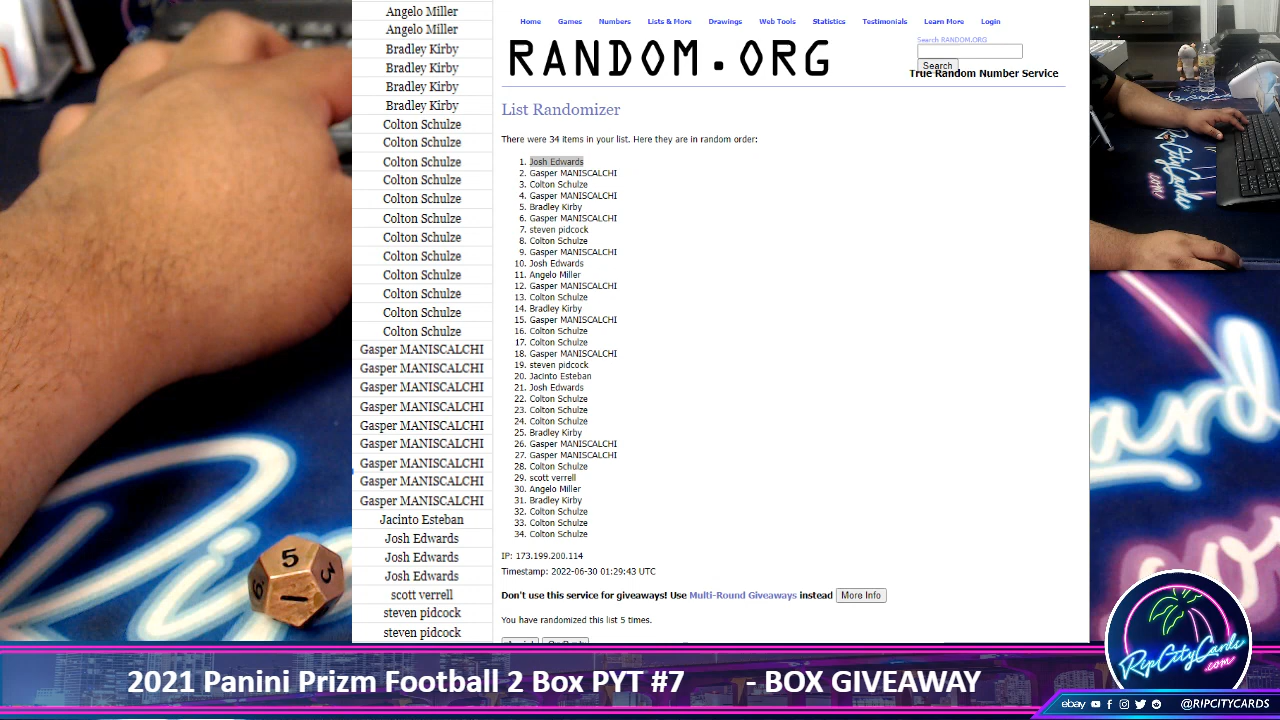 Angelo Miller
Angelo Miller
Bradley Kirby
Bradley Kirby
Bradley Kirby
Bradley Kirby
Colton Schulze
Colton Schulze
Colton Schulze
Colton Schulze
Colton Schulze
Colton Schulze
Colton Schulze
Colton Schulze
Colton Schulze
Colton Schulze
Colton Schulze
Colton Schulze
Gasper MANISCALCHI
Gasper MANISCALCHI
Gasper MANISCALCHI
Gasper MANISCALCHI
Gasper MANISCALCHI
Gasper MANISCALCHI
Gasper MANISCALCHI
Gasper MANISCALCHI
Gasper MANISCALCHI
Jacinto Esteban
Josh Edwards
Josh Edwards
Josh Edwards
scott verrell
steven pidcock
steven pidcock
Home Games Numbers Lists & More Drawings Web Tools Statistics Testimonials Learn More Login
RANDOM.ORG
Search RANDOM.ORG
Search
True Random Number Service
List Randomizer
There were 34 items in your list. Here they are in random order:
1. Josh Edwards
2. Gasper MANISCALCHI
3. Colton Schulze
4. Gasper MANISCALCHI
5. Bradley Kirby
6. Gasper MANISCALCHI
7. steven pidcock
8. Colton Schulze
9. Gasper MANISCALCHI
10. Josh Edwards
11. Angelo Miller
12. Gasper MANISCALCHI
13. Colton Schulze
14. Bradley Kirby
15. Gasper MANISCALCHI
16. Colton Schulze
17. Colton Schulze
18. Gasper MANISCALCHI
19. steven pidcock
20. Jacinto Esteban
21. Josh Edwards
22. Colton Schulze
23. Colton Schulze
24. Colton Schulze
25. Bradley Kirby
26. Gasper MANISCALCHI
27. Gasper MANISCALCHI
28. Colton Schulze
29. scott verrell
30. Angelo Miller
31. Bradley Kirby
32. Colton Schulze
33. Colton Schulze
34. Colton Schulze
IP: 173.199.200.114
Timestamp: 2022-06-30 01:29:43 UTC
Don't use this service for giveaways! Use Multi-Round Giveaways instead More Info
You have randomized this list 5 times.
5
3
1
RipCityCards
.com
2021 Panini Prizm Football 2 Box PYT #7 - BOX GIVEAWAY
RipCityCards
.com
ebay @RIPCITYCARDS